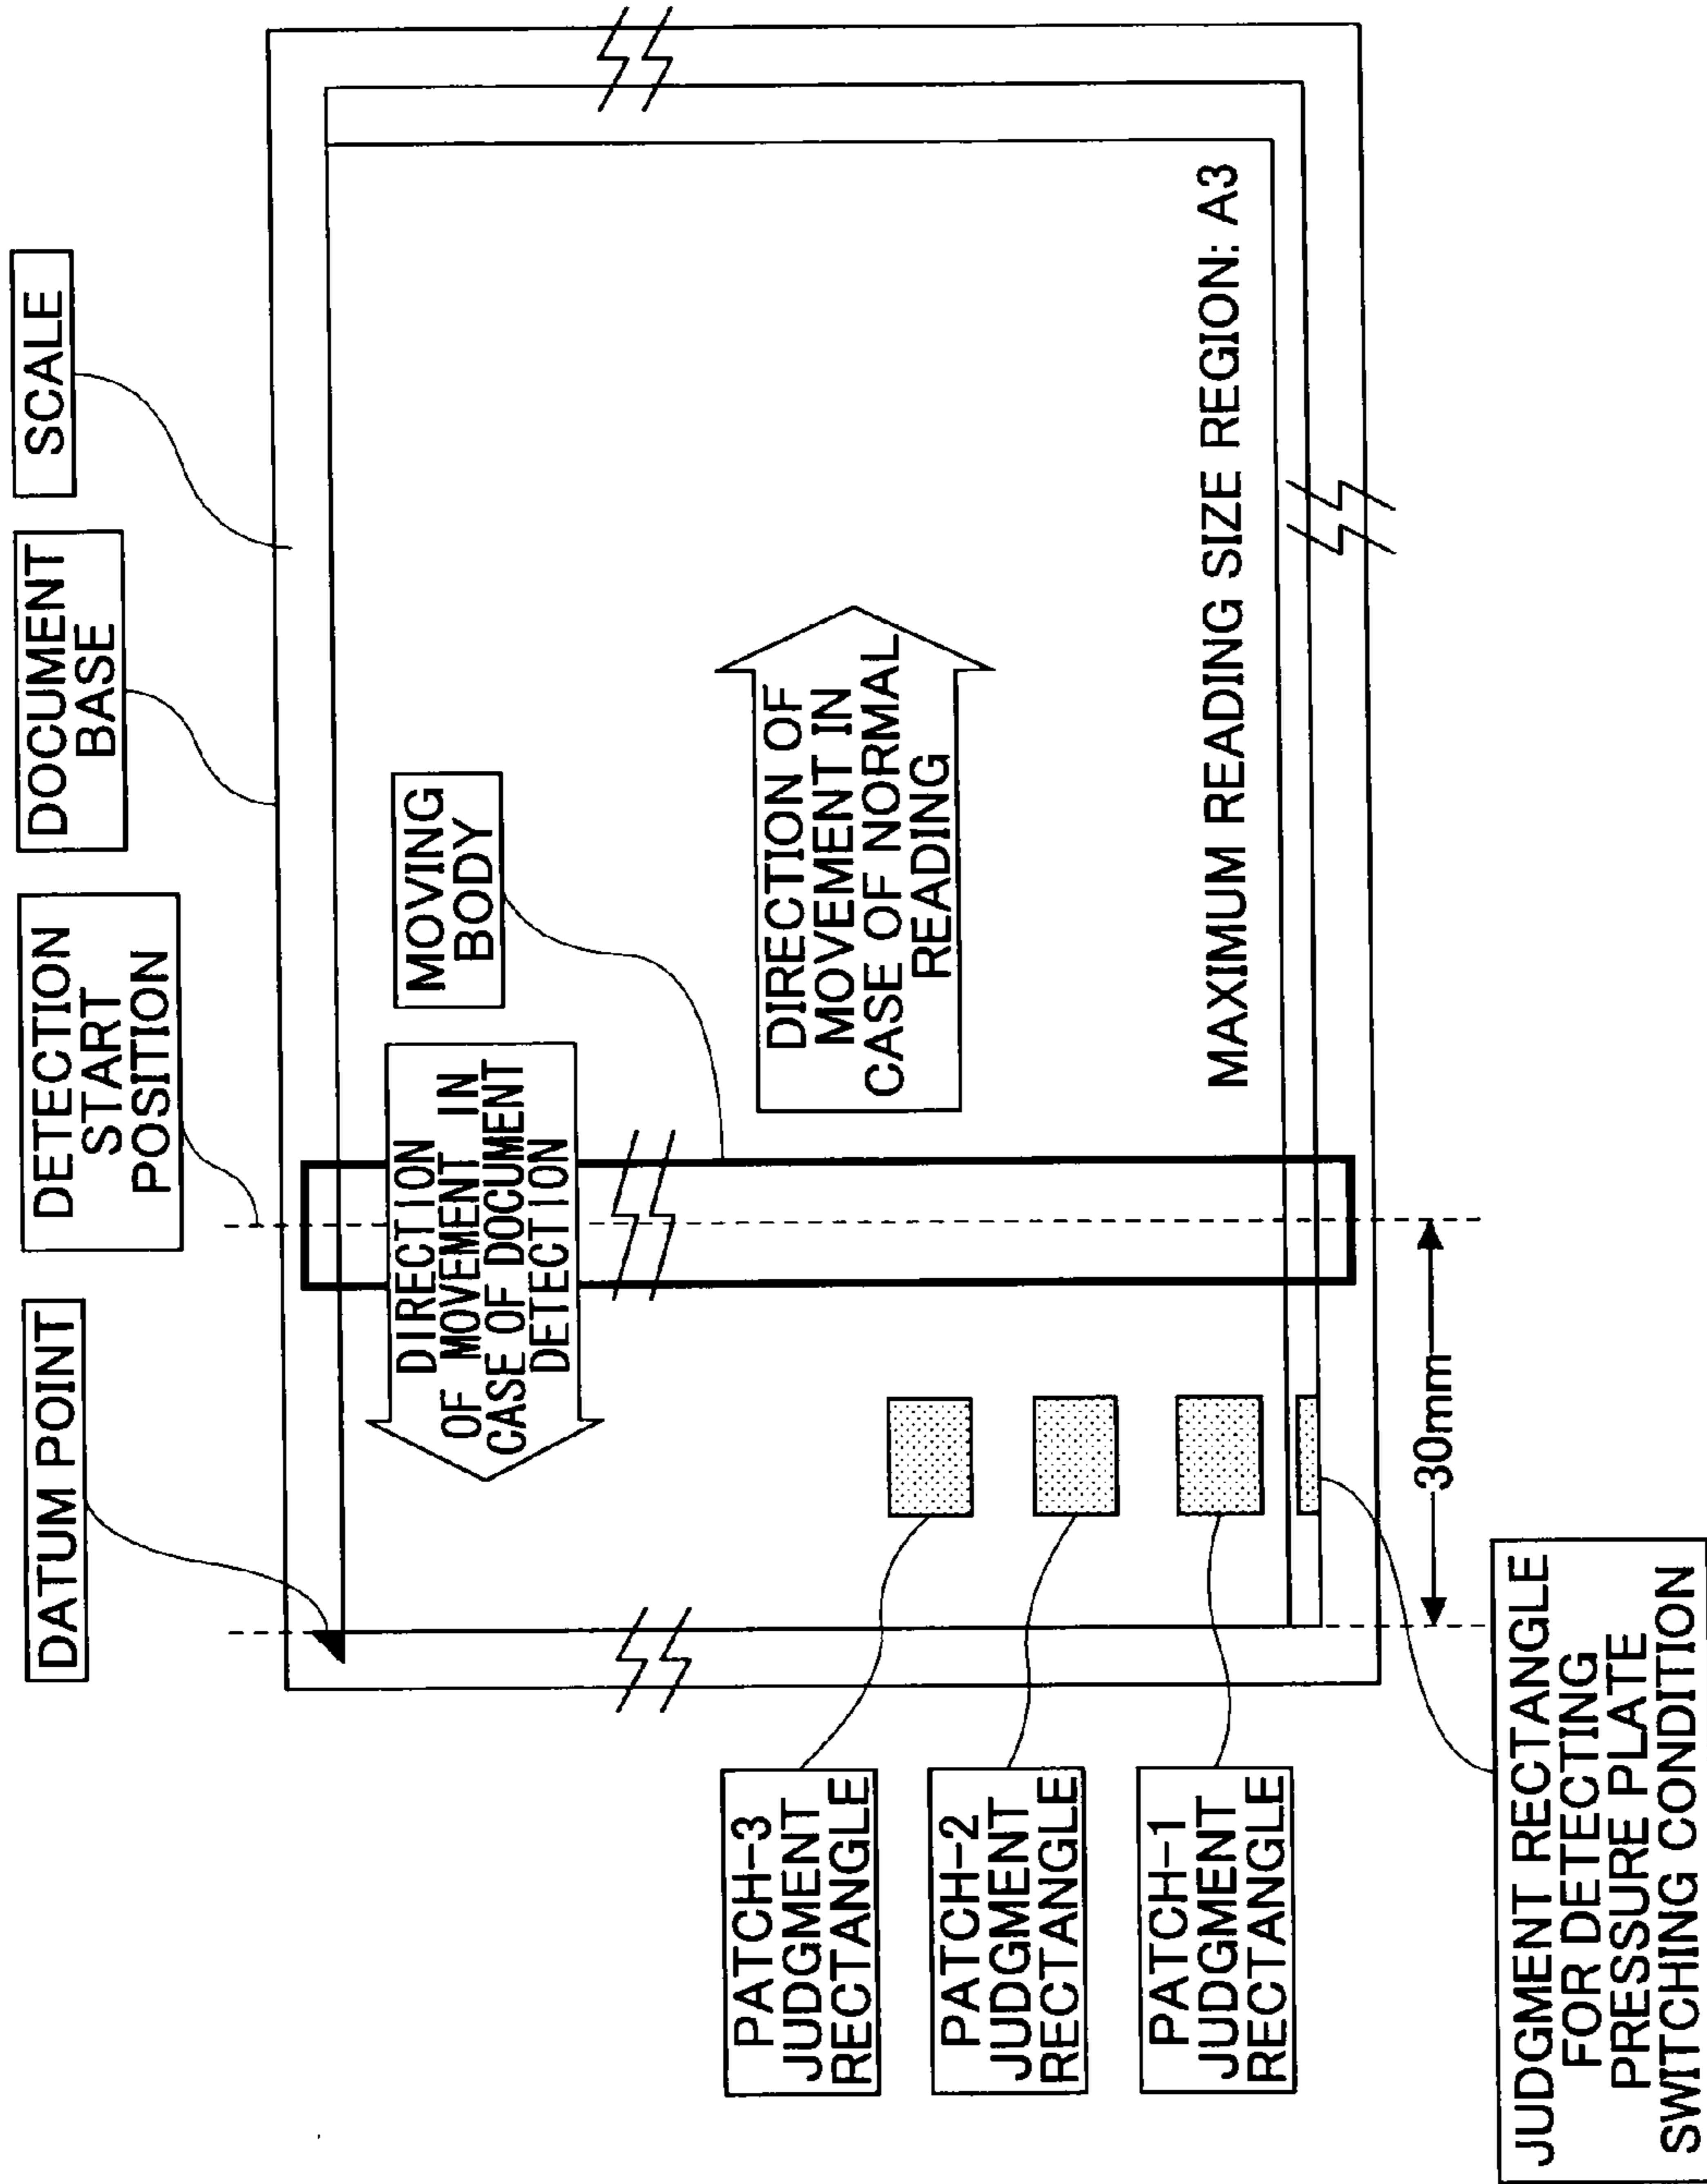 DATUM POINT
DETECTION
START
POSITION
DOCUMENT
BASE
SCALE
DIRECTION
OF MOVEMENT IN
CASE OF DOCUMENT
DETECTION
MOVING
BODY
DIRECTION OF
MOVEMENT IN
CASE OF NORMAL
READING
PATCH-3
JUDGMENT
RECTANGLE
PATCH-2
JUDGMENT
RECTANGLE
PATCH-1
JUDGMENT
RECTANGLE
MAXIMUM READING SIZE REGION: A3
30mm
JUDGMENT RECTANGLE
FOR DETECTING
PRESSURE PLATE
SWITCHING CONDITION